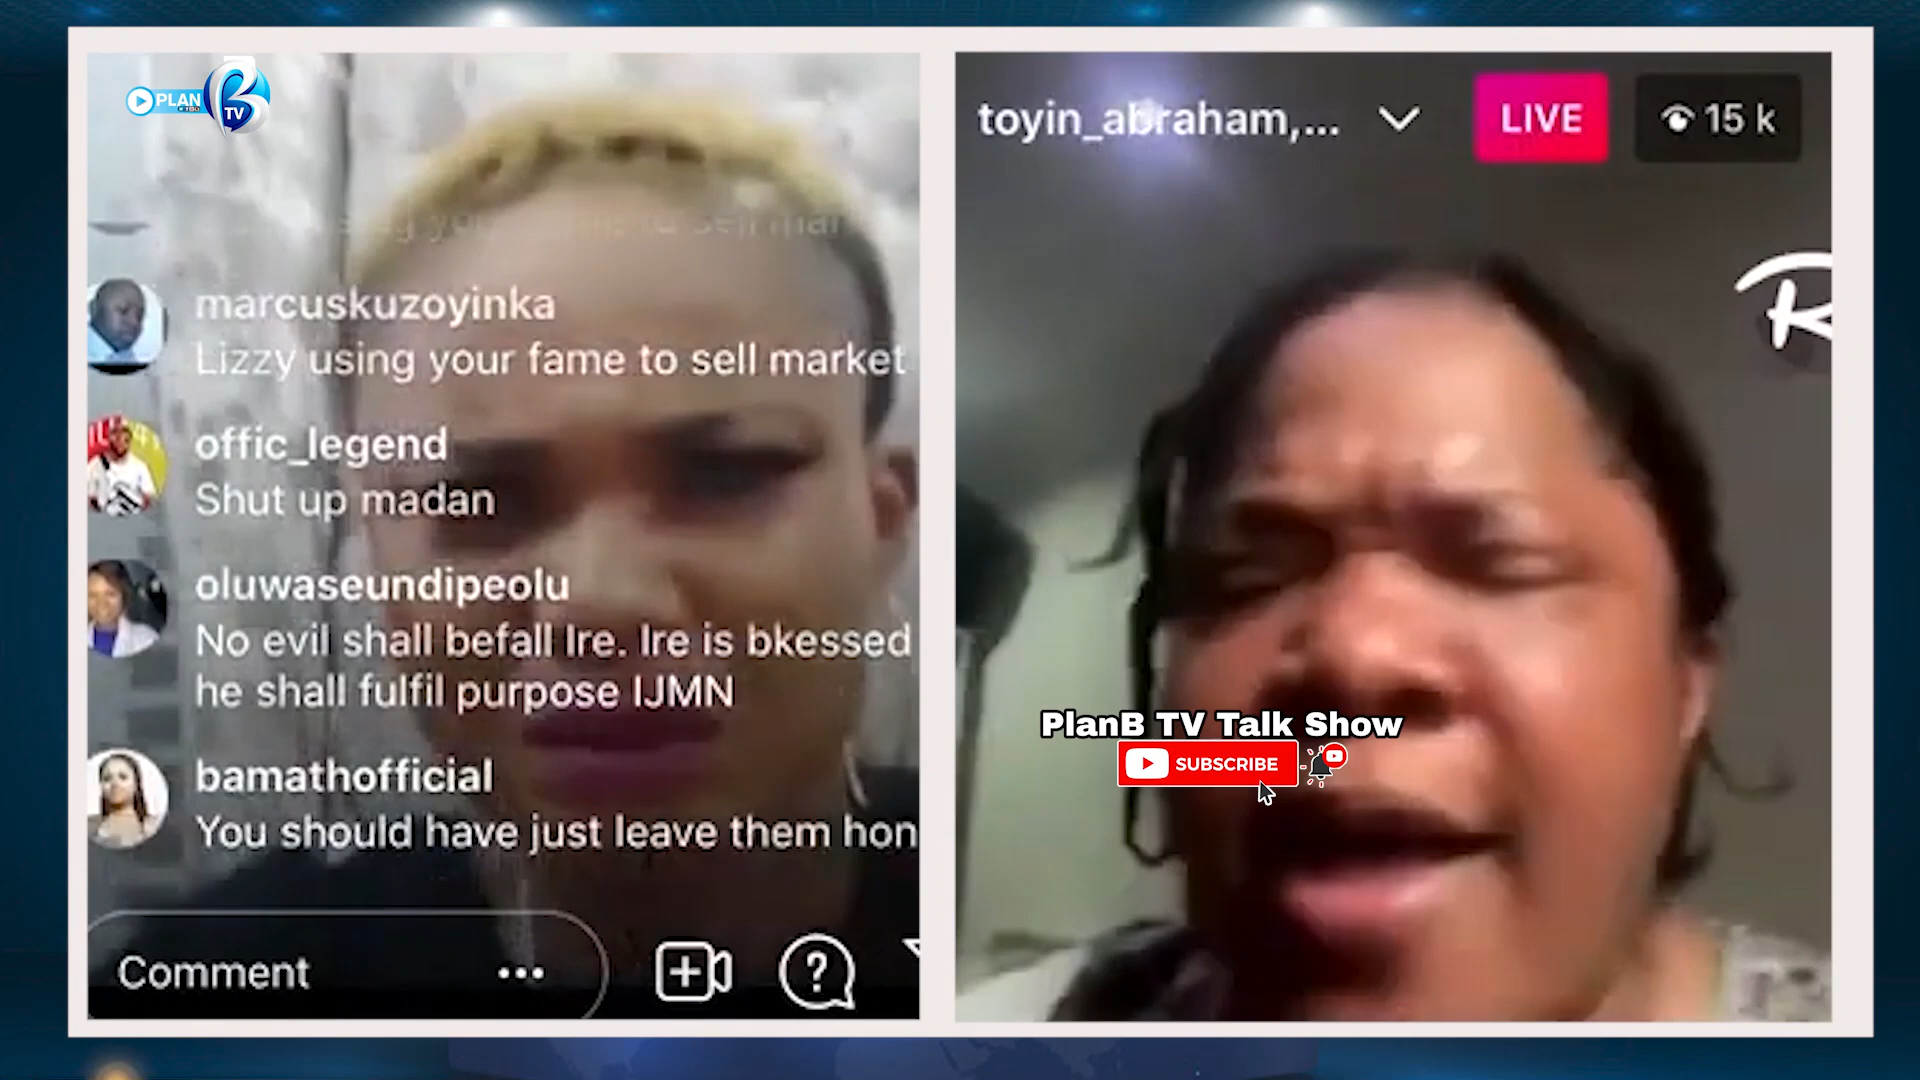 PLAN
B
TV
marcuskuzoyinka
Lizzy using your fame to sell market
offic_legend
Shut up madan
oluwaseundipeolu
No evil shall befall Ire. Ire is bkessed
he shall fulfil purpose IJMN
bamathofficial
You should have just leave them hon
Comment
toyin_abraham,...
LIVE
15 k
R
PlanB TV Talk Show
SUBSCRIBE